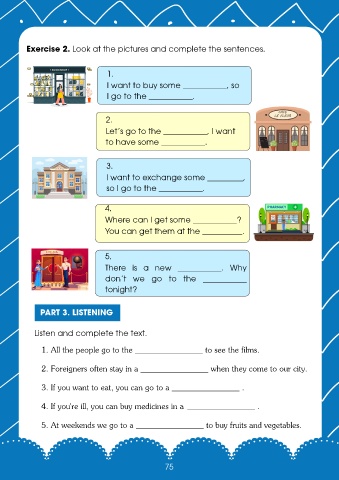 Exercise 2. Look at the pictures and complete the sentences.
1.
I want to buy some __________, so
I go to the __________.
2.
Let's go to the __________. I want
to have some __________.
3.
I want to exchange some ________,
so I go to the __________.
4.
Where can I get some __________?
You can get them at the _________.
PHARMACY
5.
There is a new __________. Why
don't we go to the __________
tonight?
PART 3. LISTENING
Listen and complete the text.
1. All the people go to the ________________ to see the films.
2. Foreigners often stay in a ________________ when they come to our city.
3. If you want to eat, you can go to a ________________ .
4. If you're ill, you can buy medicines in a ________________ .
5. At weekends we go to a ________________ to buy fruits and vegetables.
75